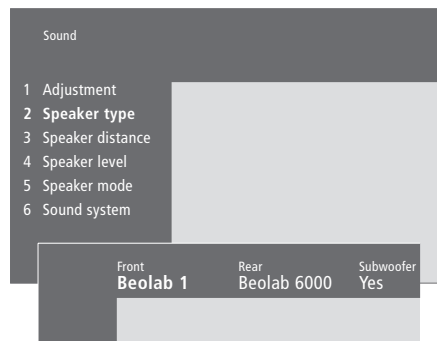 Sound
1 Adjustment
2 Speaker type
3 Speaker distance
4 Speaker level
5 Speaker mode
6 Sound system
Front Rear Subwoofer
Beolab 1 Beolab 6000 Yes